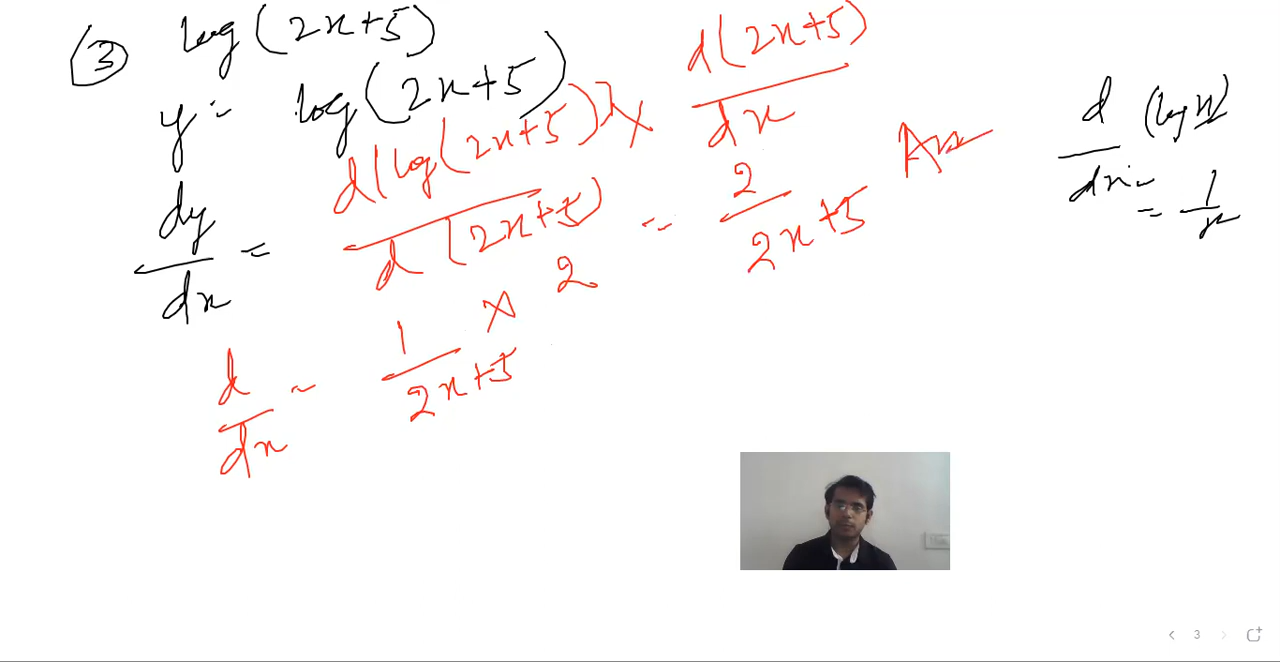 (3) log(2x+5)
y = log(2x+5)
dy/dx = d(log(2x+5))/d(2x+5) × d(2x+5)/dx
d/dx = 1/2x+5 × 2 = 2/2x+5 Ans
d/dx (log x) = 1/x
3